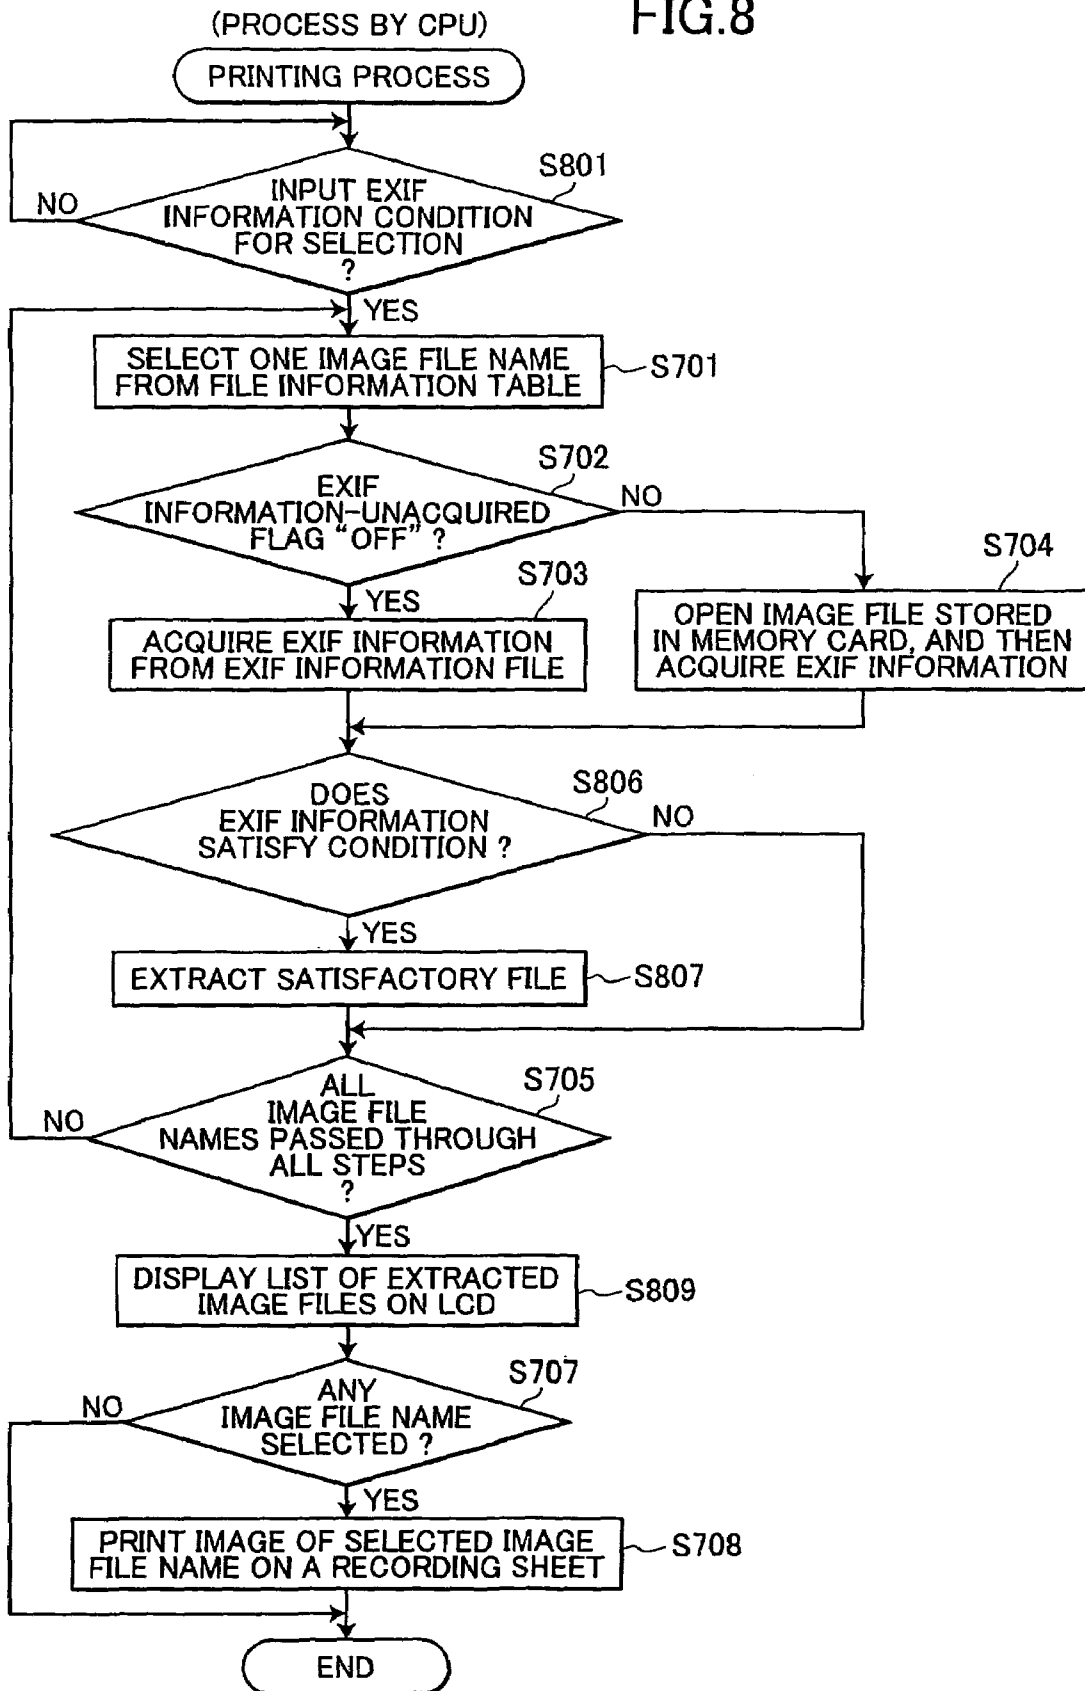 (PROCESS BY CPU)
FIG.8
PRINTING PROCESS
S801
INPUT EXIF
INFORMATION CONDITION
FOR SELECTION
?
NO
YES
SELECT ONE IMAGE FILE NAME
FROM FILE INFORMATION TABLE
S701
S702
EXIF
INFORMATION-UNACQUIRED
FLAG "OFF" ?
NO
YES
S703
ACQUIRE EXIF INFORMATION
FROM EXIF INFORMATION FILE
S704
OPEN IMAGE FILE STORED
IN MEMORY CARD, AND THEN
ACQUIRE EXIF INFORMATION
S806
DOES
EXIF INFORMATION
SATISFY CONDITION ?
NO
YES
EXTRACT SATISFACTORY FILE
S807
S705
ALL
IMAGE FILE
NAMES PASSED THROUGH
ALL STEPS
?
NO
YES
DISPLAY LIST OF EXTRACTED
IMAGE FILES ON LCD
S809
S707
ANY
IMAGE FILE NAME
SELECTED ?
NO
YES
PRINT IMAGE OF SELECTED IMAGE
FILE NAME ON A RECORDING SHEET
S708
END